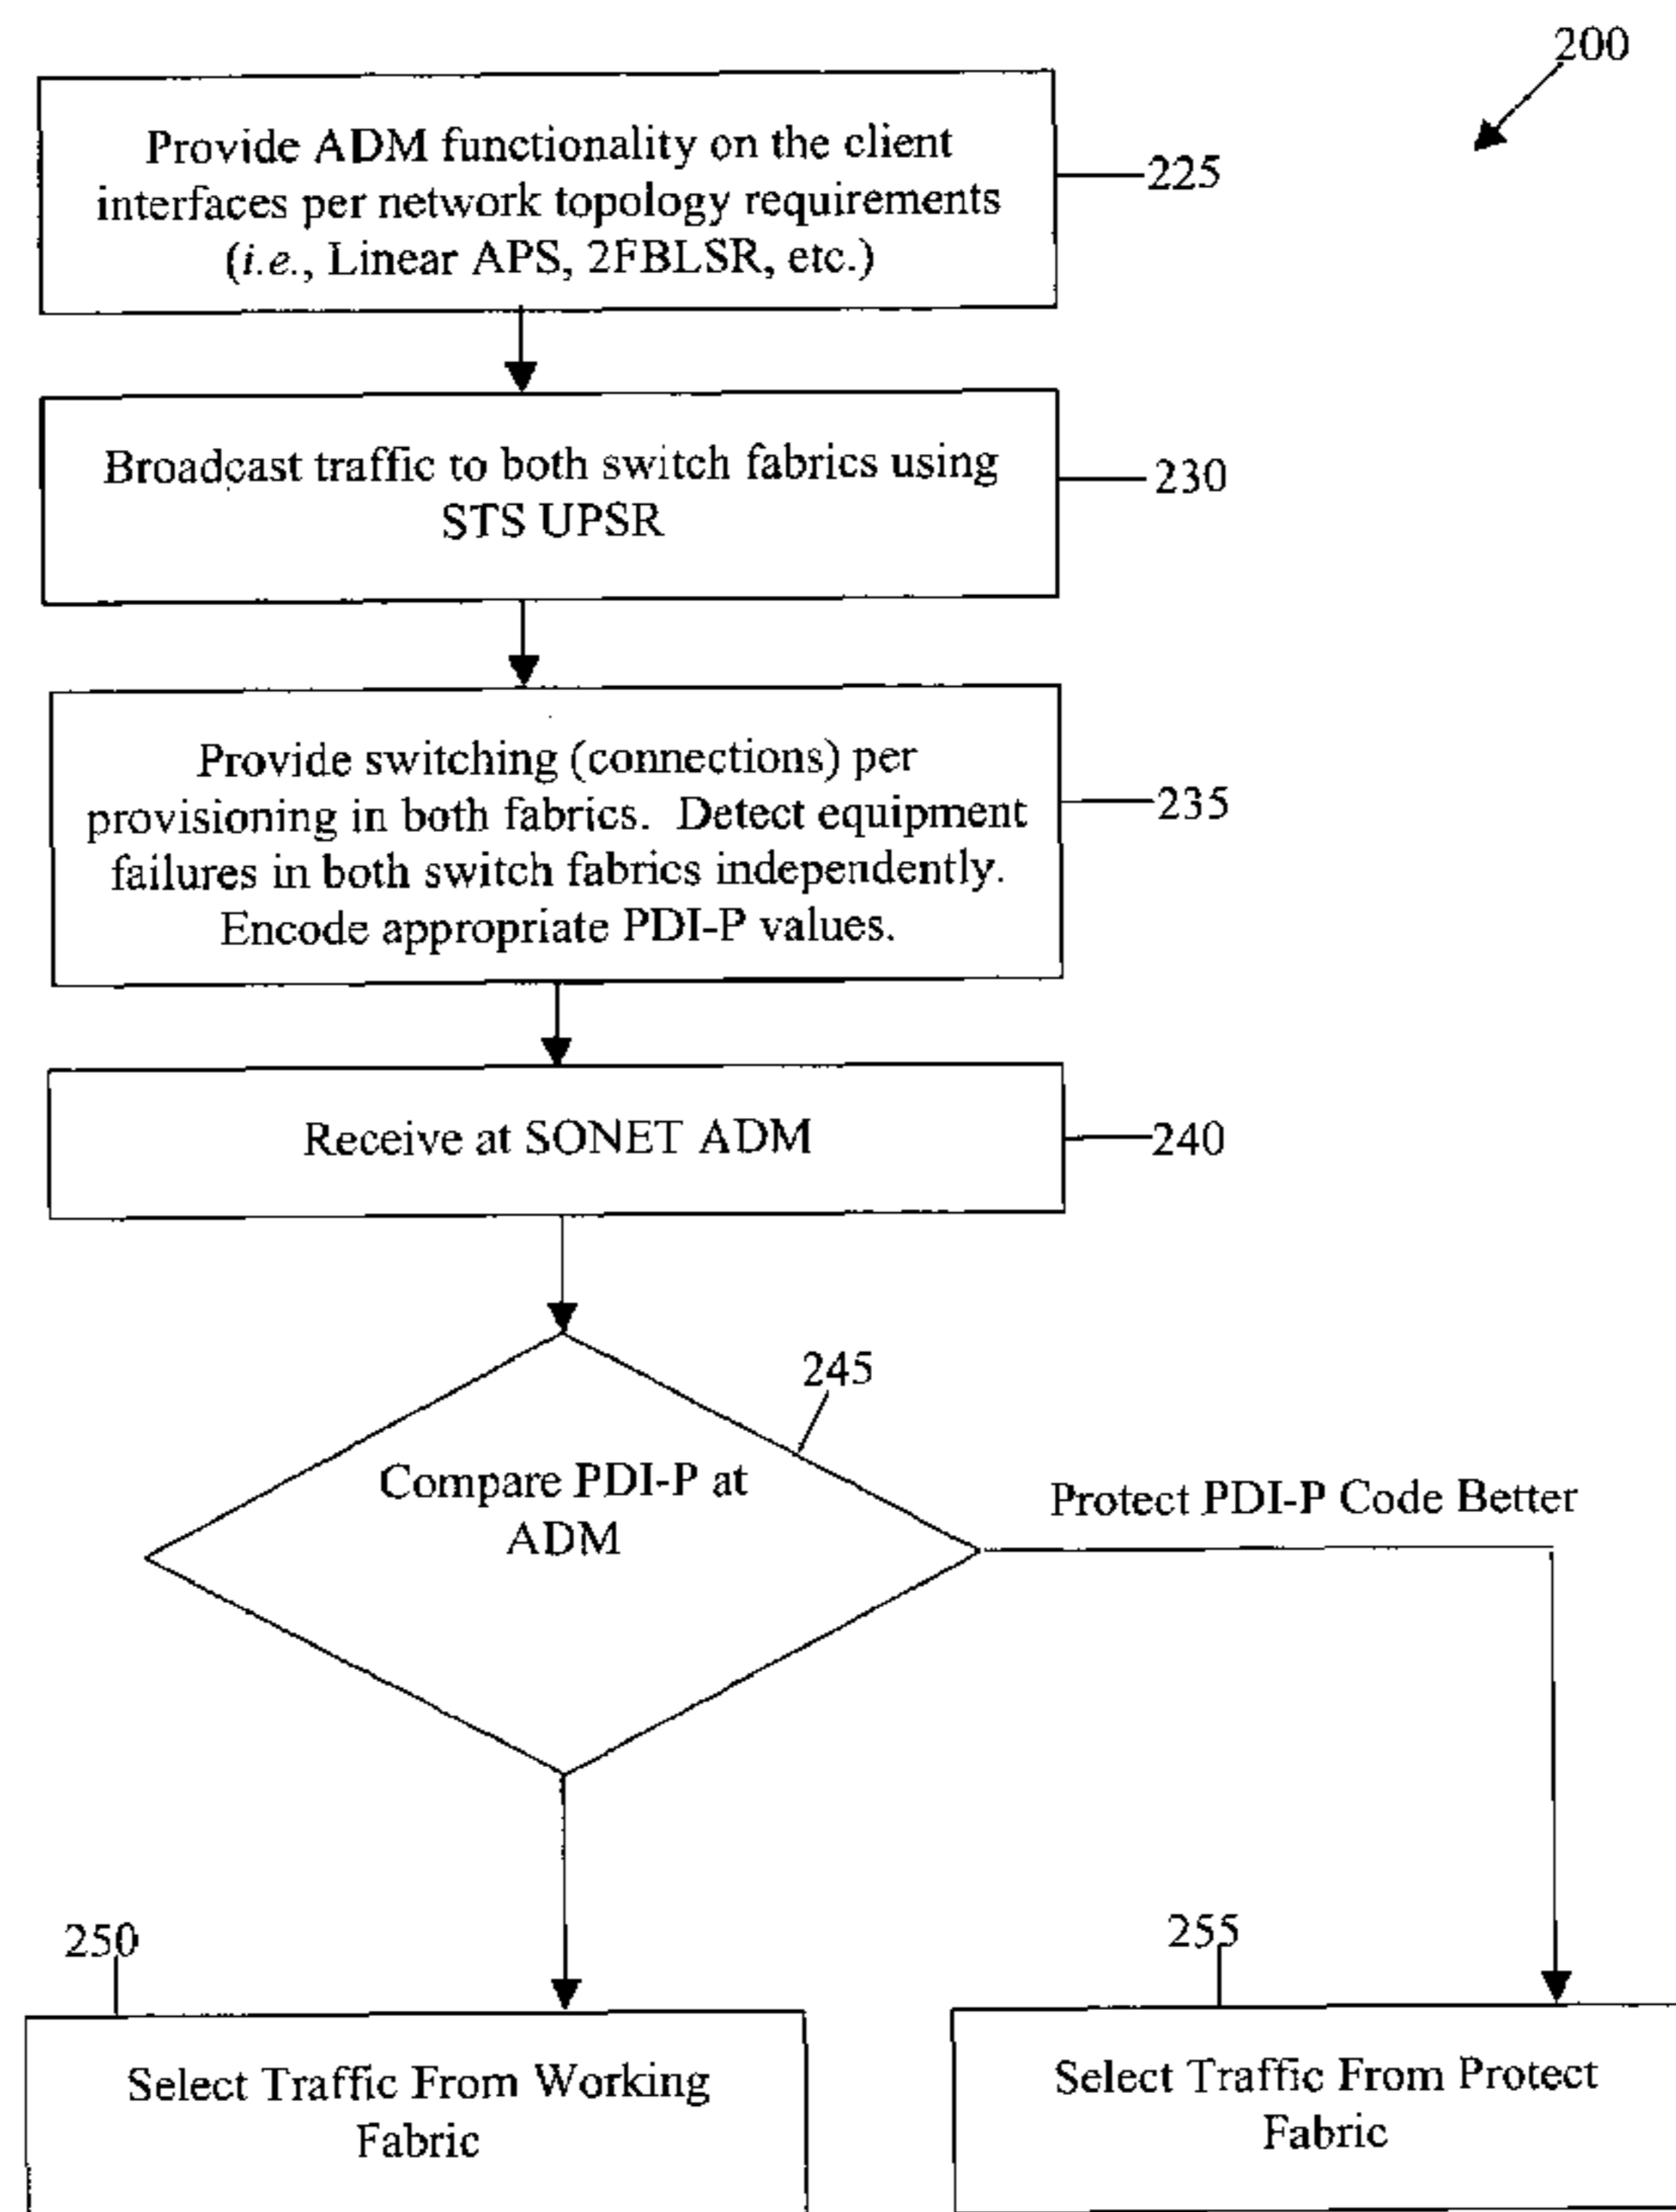 200
Provide ADM functionality on the client
interfaces per network topology requirements
(i.e., Linear APS, 2FBLSR, etc.)
225
Broadcast traffic to both switch fabrics using
STS UPSR
230
Provide switching (connections) per
provisioning in both fabrics. Detect equipment
failures in both switch fabrics independently.
Encode appropriate PDI-P values.
235
Receive at SONET ADM
240
245
Compare PDI-P at
ADM
Protect PDI-P Code Better
250
255
Select Traffic From Working
Fabric
Select Traffic From Protect
Fabric